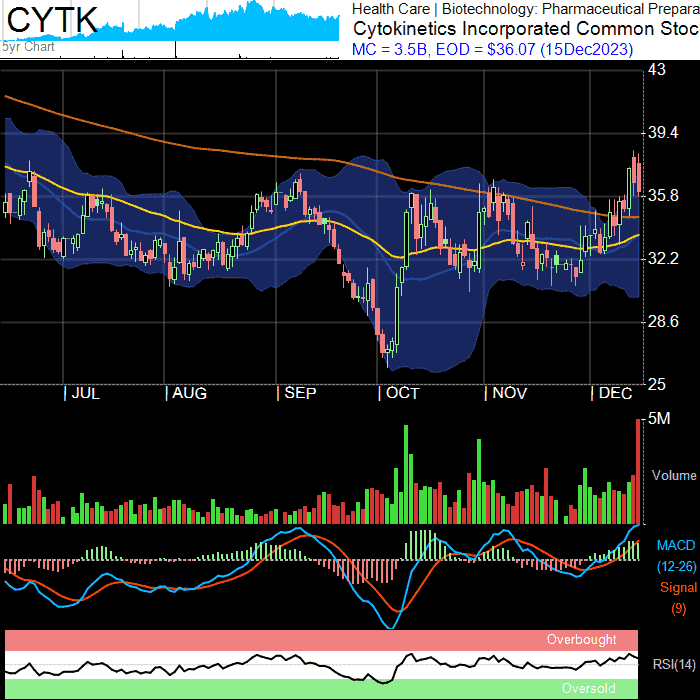 CYTK
5yr Chart
Health Care | Biotechnology: Pharmaceutical Prepara
Cytokinetics Incorporated Common Stoc
MC = 3.5B, EOD = $36.07 (15Dec2023)
43
39.4
35.8
32.2
28.6
25
| JUL | AUG | SEP | OCT | NOV | DEC
5M
Volume
MACD
(12-26)
Signal
(9)
Overbought
RSI(14)
Oversold